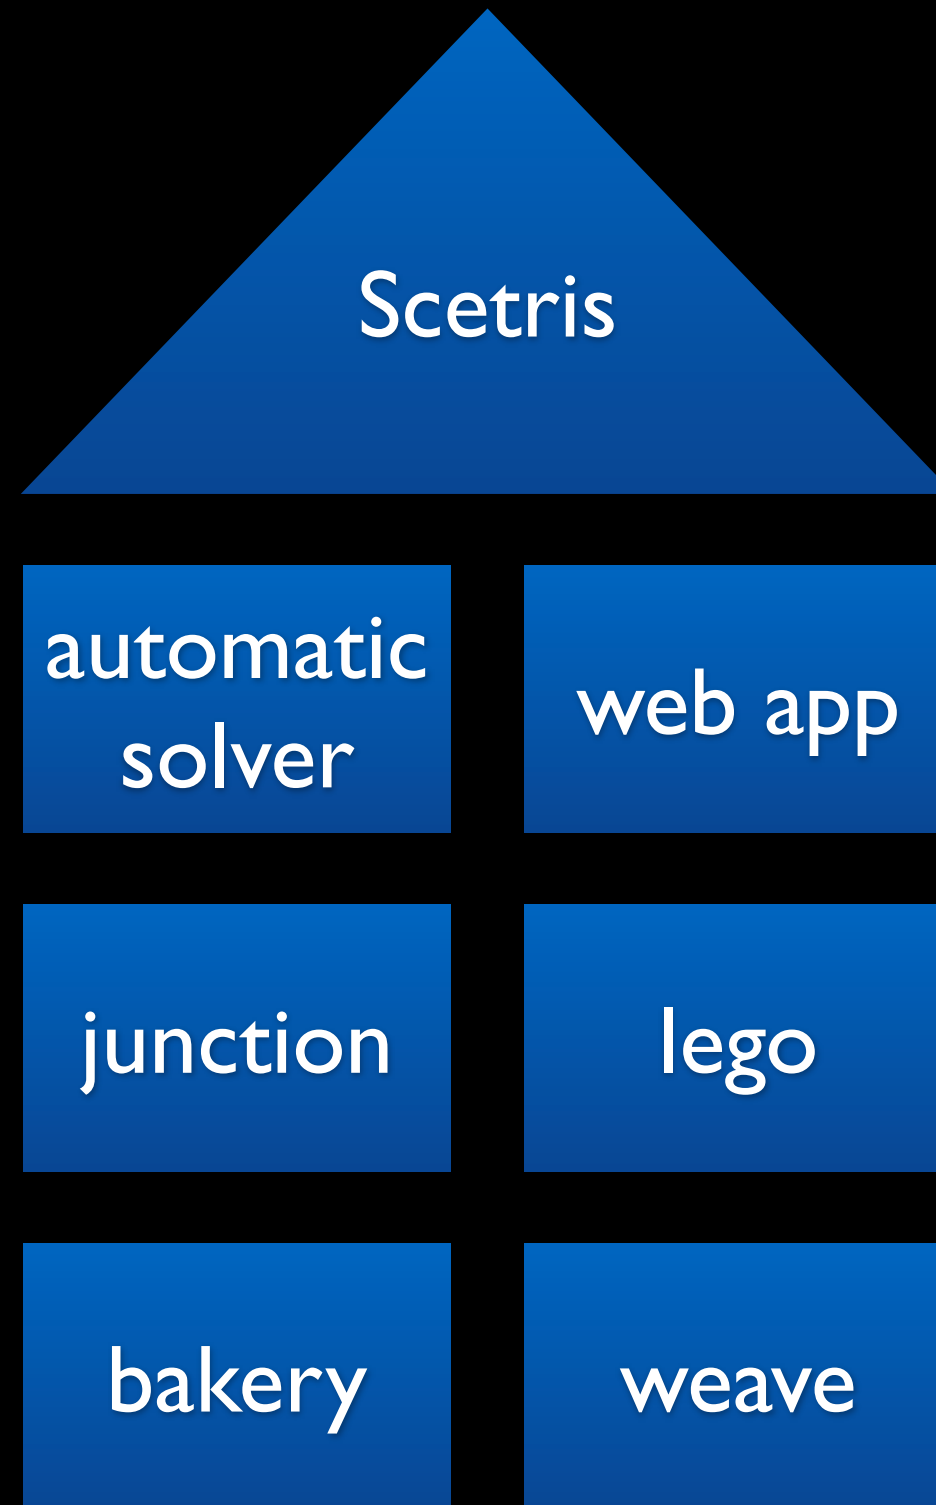 Scetris
automatic
solver
web app
junction
lego
bakery
weave